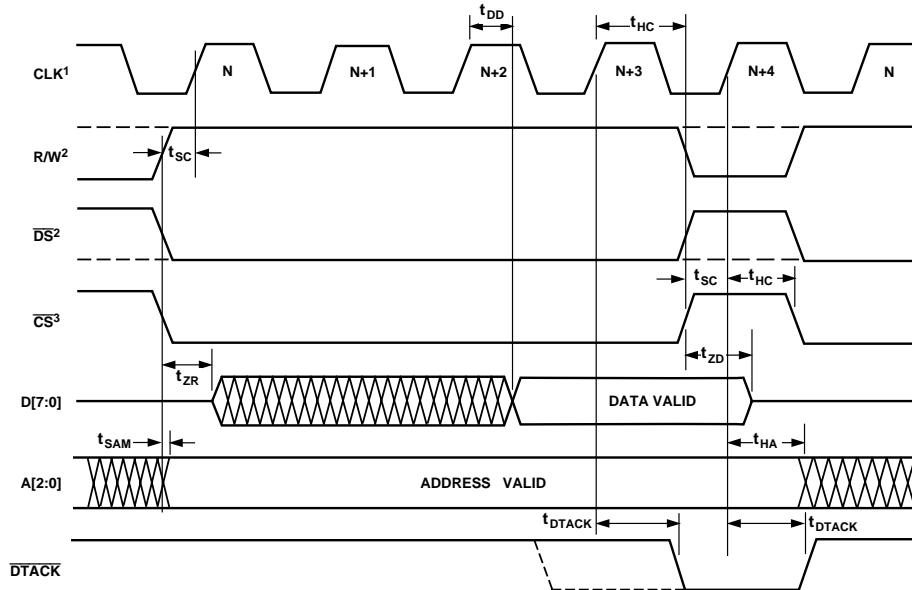 tDD
tHC
CLK1
N
N+1
N+2
N+3
N+4
N
R/W2
tSC
DS2
tSC
tHC
CS3
tZR
tZD
D[7:0]
DATA VALID
tSAM
tHA
A[2:0]
ADDRESS VALID
tDTACK
tDTACK
DTACK